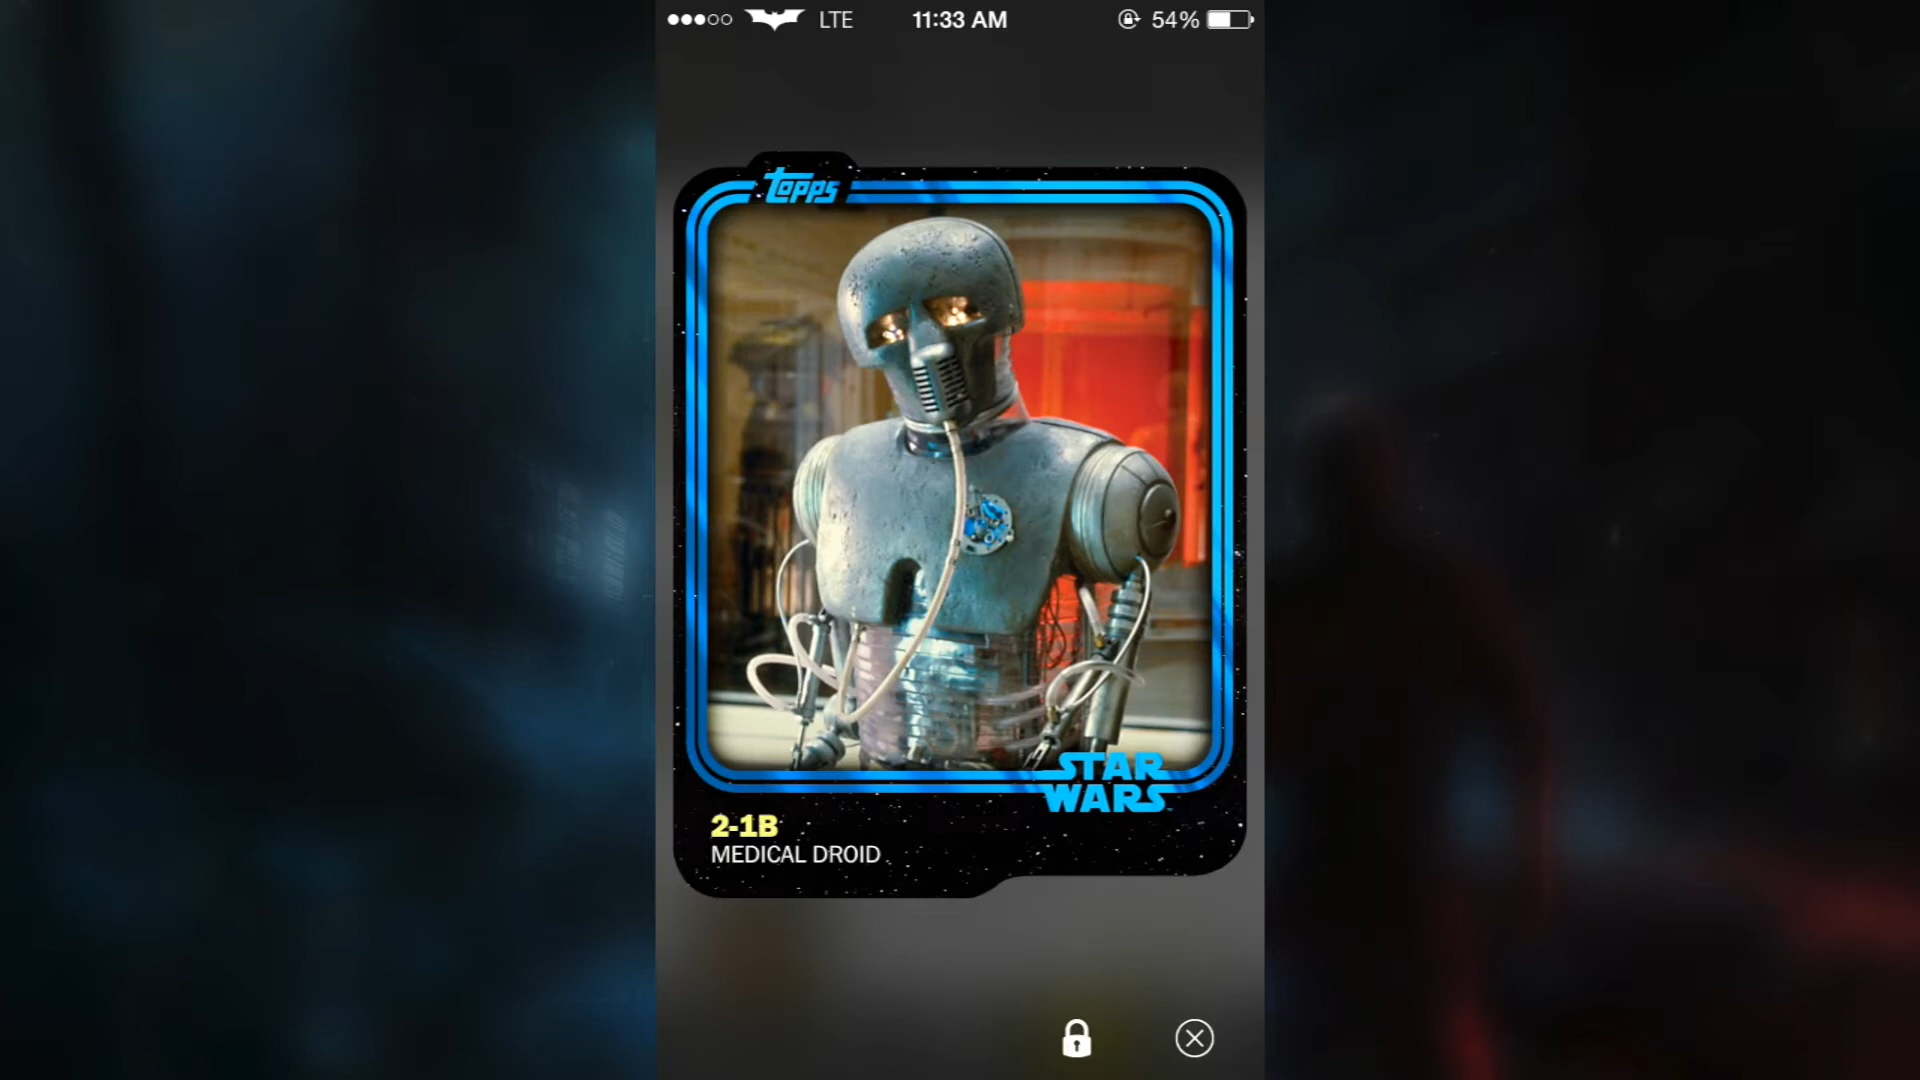 LTE 11:33 AM 54%
Topps
STAR
WARS
2-1B
MEDICAL DROID